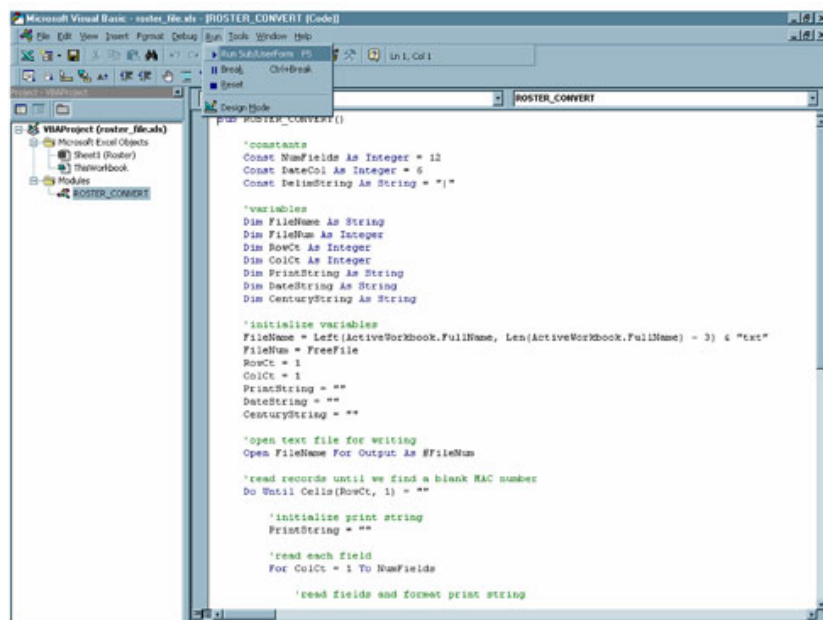 Microsoft Visual Basic - roster_file.xls - [ROSTER_CONVERT (Code)]
File Edit View Insert Format Debug Run Tools Window Help
Ln 1, Col 1
Run Sub/UserForm F5
Break Ctrl+Break
Reset
Design Mode
Project - VBAProject
ROSTER_CONVERT
VBAProject (roster_file.xls)
Microsoft Excel Objects
Sheet1 (Roster)
ThisWorkbook
Modules
ROSTER_CONVERT
Sub ROSTER_CONVERT()
'constants
Const NumFields As Integer = 12
Const DateCol As Integer = 6
Const DelimString As String = "|"
'variables
Dim FileName As String
Dim FileNum As Integer
Dim RowCt As Integer
Dim ColCt As Integer
Dim PrintString As String
Dim DateString As String
Dim CenturyString As String
'initialize variables
FileName = Left(ActiveWorkbook.FullName, Len(ActiveWorkbook.FullName) - 3) & "txt"
FileNum = FreeFile
RowCt = 1
ColCt = 1
PrintString = ""
DateString = ""
CenturyString = ""
'open text file for writing
Open FileName For Output As #FileNum
'read records until we find a blank MAC number
Do Until Cells(RowCt, 1) = ""
'initialize print string
PrintString = ""
'read each field
For ColCt = 1 To NumFields
'read fields and format print string